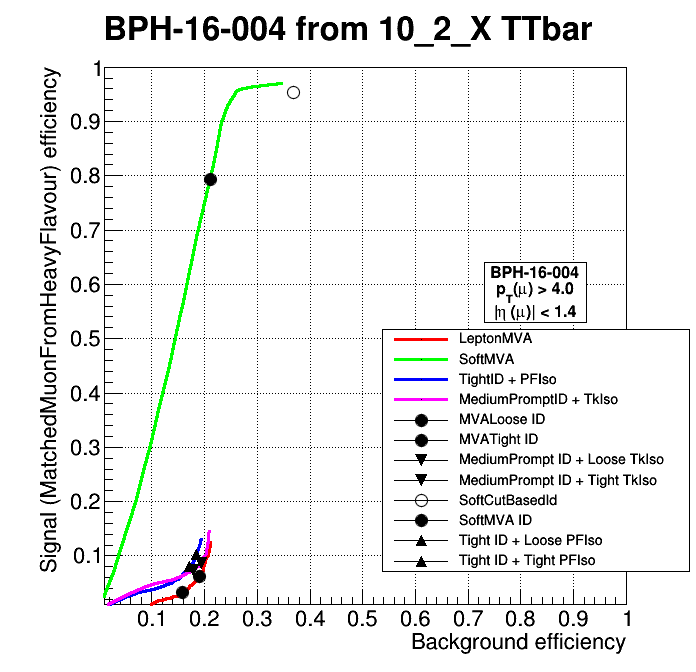 BPH-16-004 from 10_2_X TTbar
Signal (MatchedMuonFromHeavyFlavour) efficiency
1
0.9
0.8
0.7
0.6
0.5
0.4
0.3
0.2
0.1
BPH-16-004
pT(μ) > 4.0
|η (μ)| < 1.4
LeptonMVA
SoftMVA
TightID + PFIso
MediumPromptID + TkIso
MVALoose ID
MVATight ID
MediumPrompt ID + Loose TkIso
MediumPrompt ID + Tight TkIso
SoftCutBasedId
SoftMVA ID
Tight ID + Loose PFIso
Tight ID + Tight PFIso
0.1 0.2 0.3 0.4 0.5 0.6 0.7 0.8 0.9 1
Background efficiency